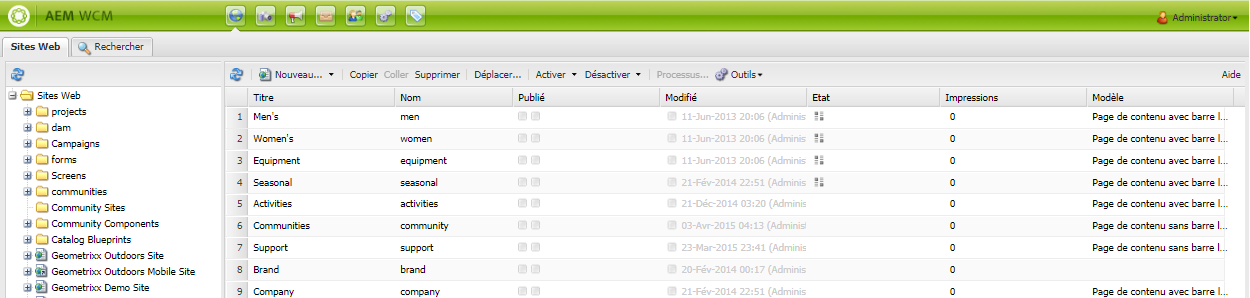 AEM WCM
Administrator
Sites Web
Rechercher
Nouveau... Copier Coller Supprimer Déplacer... Activer Désactiver Processus... Outils Aide
Sites Web
projects
dam
Campaigns
forms
Screens
communities
Community Sites
Community Components
Catalog Blueprints
Geometrixx Outdoors Site
Geometrixx Outdoors Mobile Site
Geometrixx Demo Site
Titre Nom Publié Modifié Etat Impressions Modèle
1 Men's men 11-Jun-2013 20:06 (Adminis 0 Page de contenu avec barre l...
2 Women's women 11-Jun-2013 20:06 (Adminis 0 Page de contenu avec barre l...
3 Equipment equipment 11-Jun-2013 20:06 (Adminis 0 Page de contenu avec barre l...
4 Seasonal seasonal 21-Fév-2014 22:51 (Adminis 0 Page de contenu avec barre l...
5 Activities activities 21-Déc-2014 03:20 (Adminis 0 Page de contenu avec barre l...
6 Communities community 03-Avr-2015 04:13 (Adminis 0 Page de contenu sans barre l...
7 Support support 23-Mar-2015 23:41 (Adminis 0 Page de contenu sans barre l...
8 Brand brand 20-Fév-2014 00:17 (Adminis 0
9 Company company 21-Fév-2014 22:51 (Adminis 0 Page de contenu avec barre l...